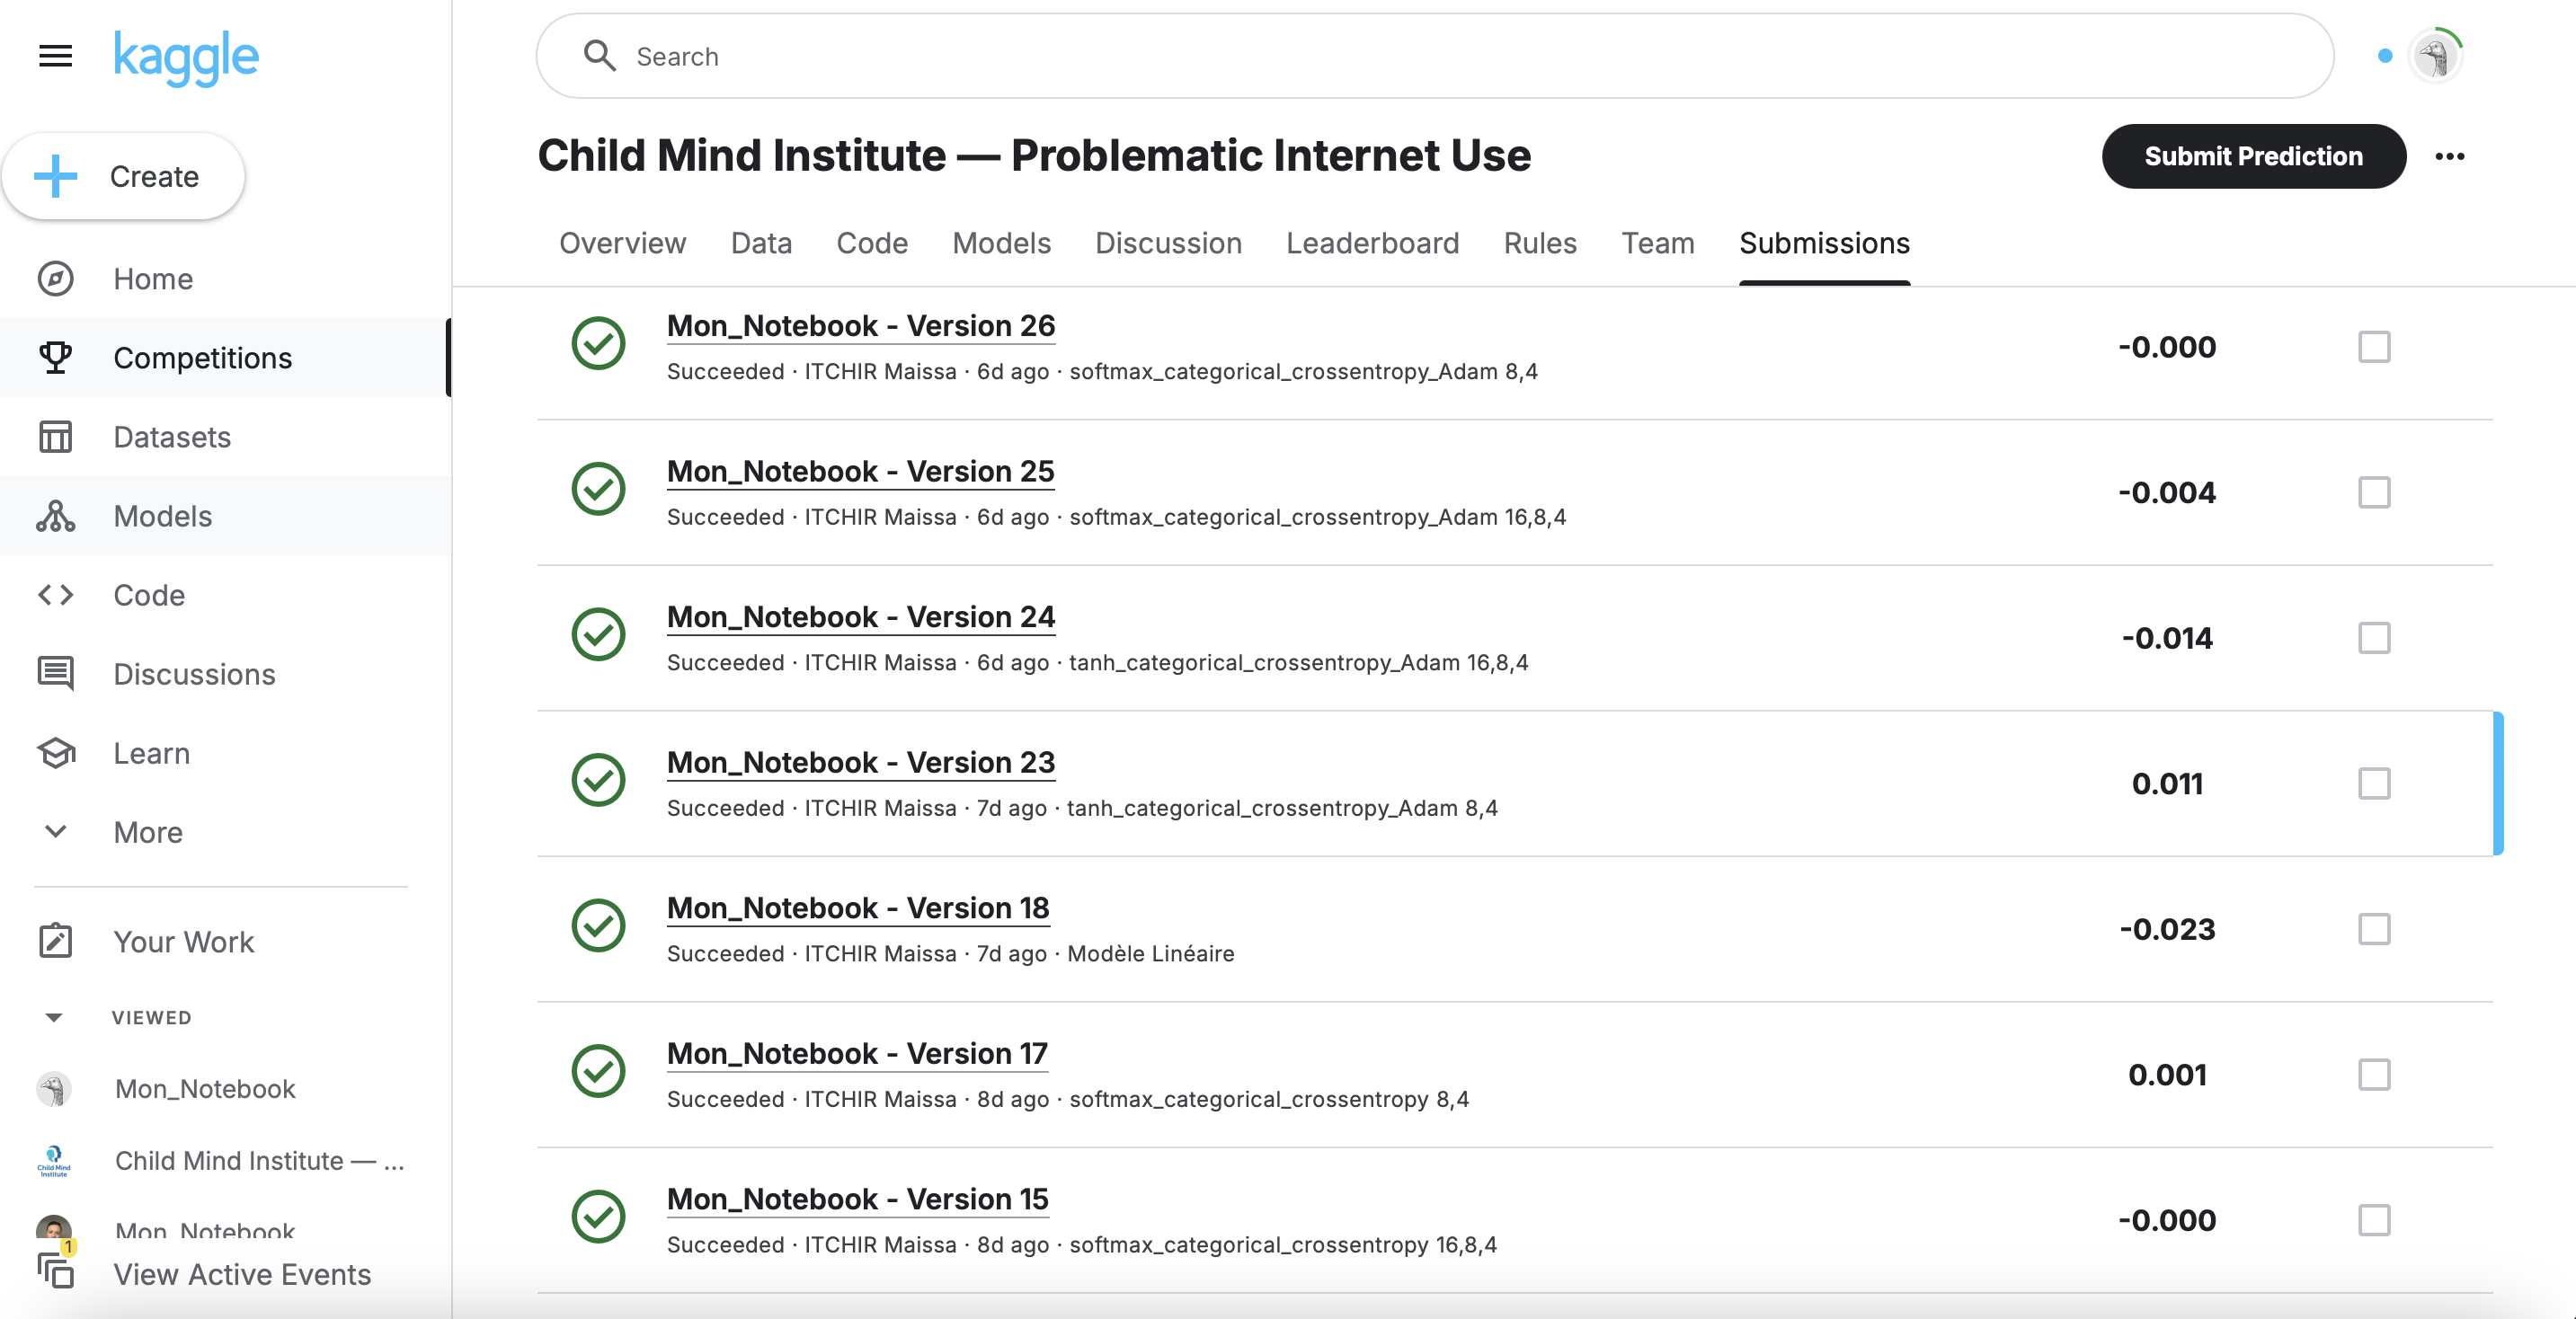 kaggle
Search
Create
Home
Competitions
Datasets
Models
Code
Discussions
Learn
More
Your Work
VIEWED
Mon_Notebook
Child Mind Institute
Child Mind Institute — ...
Mon_Notebook
1
View Active Events
Child Mind Institute — Problematic Internet Use
Submit Prediction
Overview Data Code Models Discussion Leaderboard Rules Team Submissions
Mon_Notebook - Version 26
Succeeded · ITCHIR Maissa · 6d ago · softmax_categorical_crossentropy_Adam 8,4
-0.000
Mon_Notebook - Version 25
Succeeded · ITCHIR Maissa · 6d ago · softmax_categorical_crossentropy_Adam 16,8,4
-0.004
Mon_Notebook - Version 24
Succeeded · ITCHIR Maissa · 6d ago · tanh_categorical_crossentropy_Adam 16,8,4
-0.014
Mon_Notebook - Version 23
Succeeded · ITCHIR Maissa · 7d ago · tanh_categorical_crossentropy_Adam 8,4
0.011
Mon_Notebook - Version 18
Succeeded · ITCHIR Maissa · 7d ago · Modèle Linéaire
-0.023
Mon_Notebook - Version 17
Succeeded · ITCHIR Maissa · 8d ago · softmax_categorical_crossentropy 8,4
0.001
Mon_Notebook - Version 15
Succeeded · ITCHIR Maissa · 8d ago · softmax_categorical_crossentropy 16,8,4
-0.000